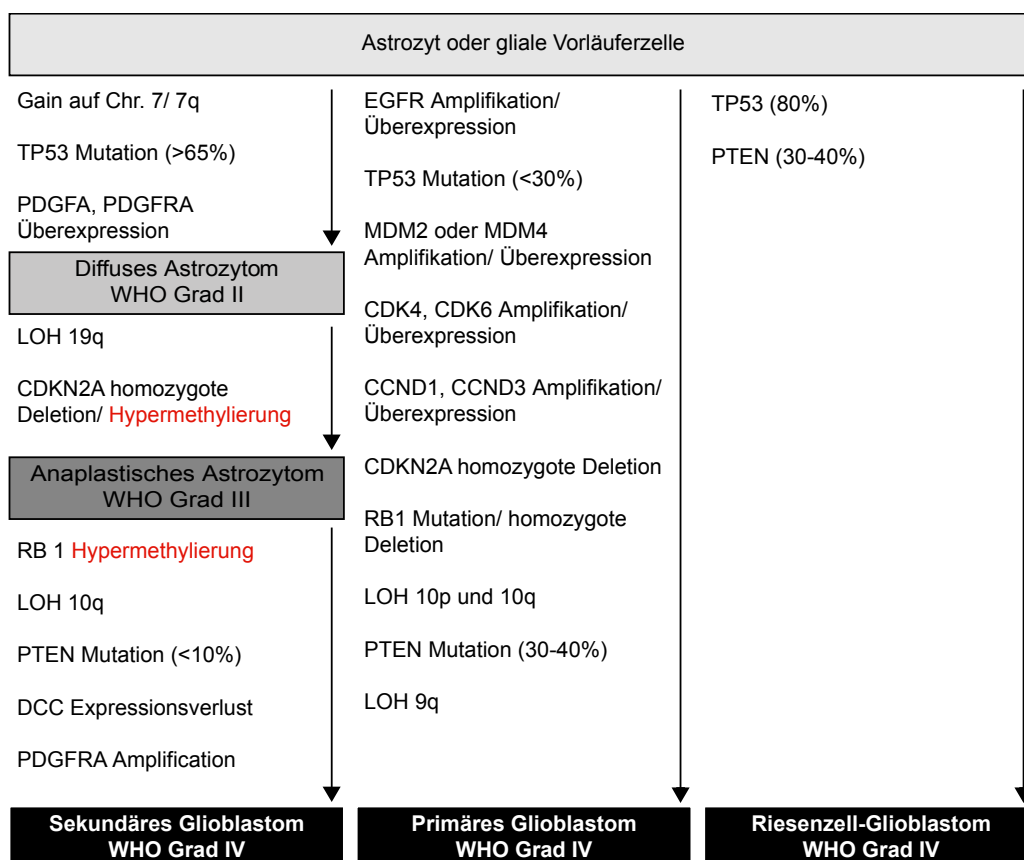 Astrozyt oder gliale Vorläuferzelle
Gain auf Chr. 7/ 7q
TP53 Mutation (>65%)
PDGFA, PDGFRA
Überexpression
Diffuses Astrozytom
WHO Grad II
LOH 19q
CDKN2A homozygote
Deletion/ Hypermethylierung
Anaplastisches Astrozytom
WHO Grad III
RB 1 Hypermethylierung
LOH 10q
PTEN Mutation (<10%)
DCC Expressionsverlust
PDGFRA Amplification
Sekundäres Glioblastom
WHO Grad IV
EGFR Amplifikation/
Überexpression
TP53 Mutation (<30%)
MDM2 oder MDM4
Amplifikation/ Überexpression
CDK4, CDK6 Amplifikation/
Überexpression
CCND1, CCND3 Amplifikation/
Überexpression
CDKN2A homozygote Deletion
RB1 Mutation/ homozygote
Deletion
LOH 10p und 10q
PTEN Mutation (30-40%)
LOH 9q
Primäres Glioblastom
WHO Grad IV
TP53 (80%)
PTEN (30-40%)
Riesenzell-Glioblastom
WHO Grad IV